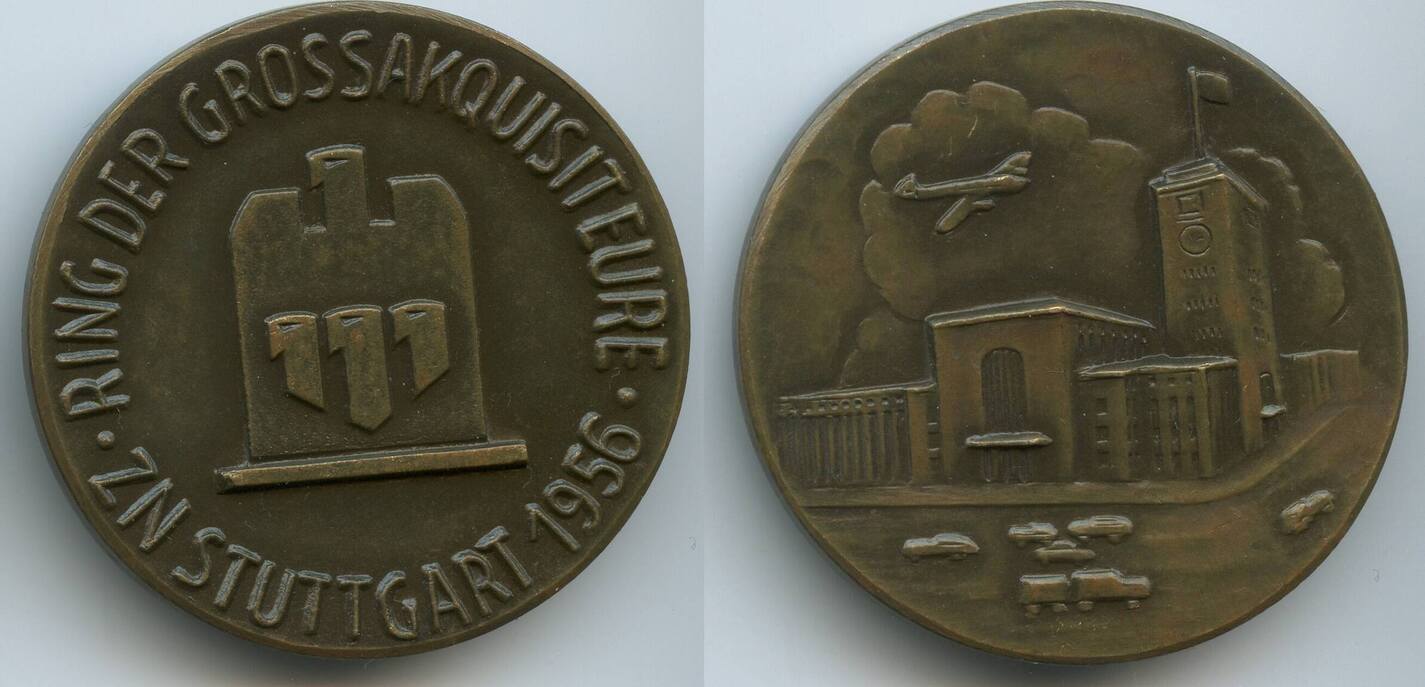 RING DER GROSSAKQUISITEURE
· ZN STUTTGART 1956 ·